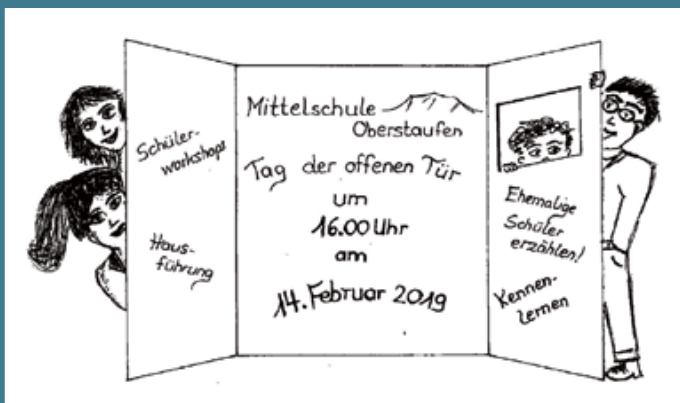 Schüler-
workshops
Haus-
führung
Mittelschule
Oberstaufen
Tag der offenen Tür
um
16.00 Uhr
am
14. Februar 2019
Ehemalige
Schüler
erzählen!
Kennen-
lernen